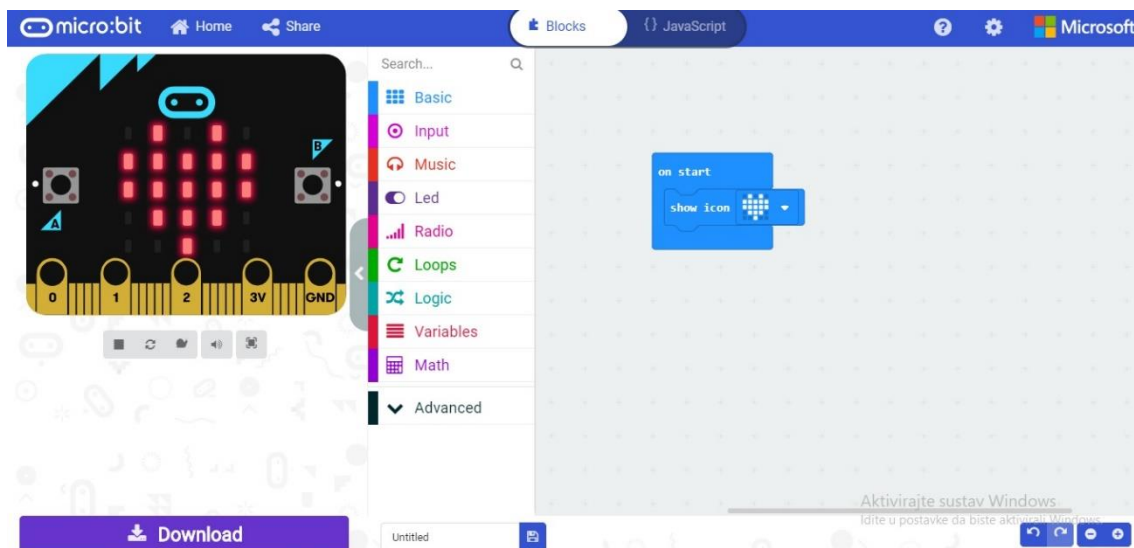 micro:bit Home Share Blocks {} JavaScript ? Microsoft
B
A
0 1 2 3V GND
Download
Search...
Basic
Input
Music
Led
Radio
Loops
Logic
Variables
Math
Advanced
on start
show icon
Aktivirajte sustav Windows
Idite u postavke da biste aktivirali Windows.
Untitled